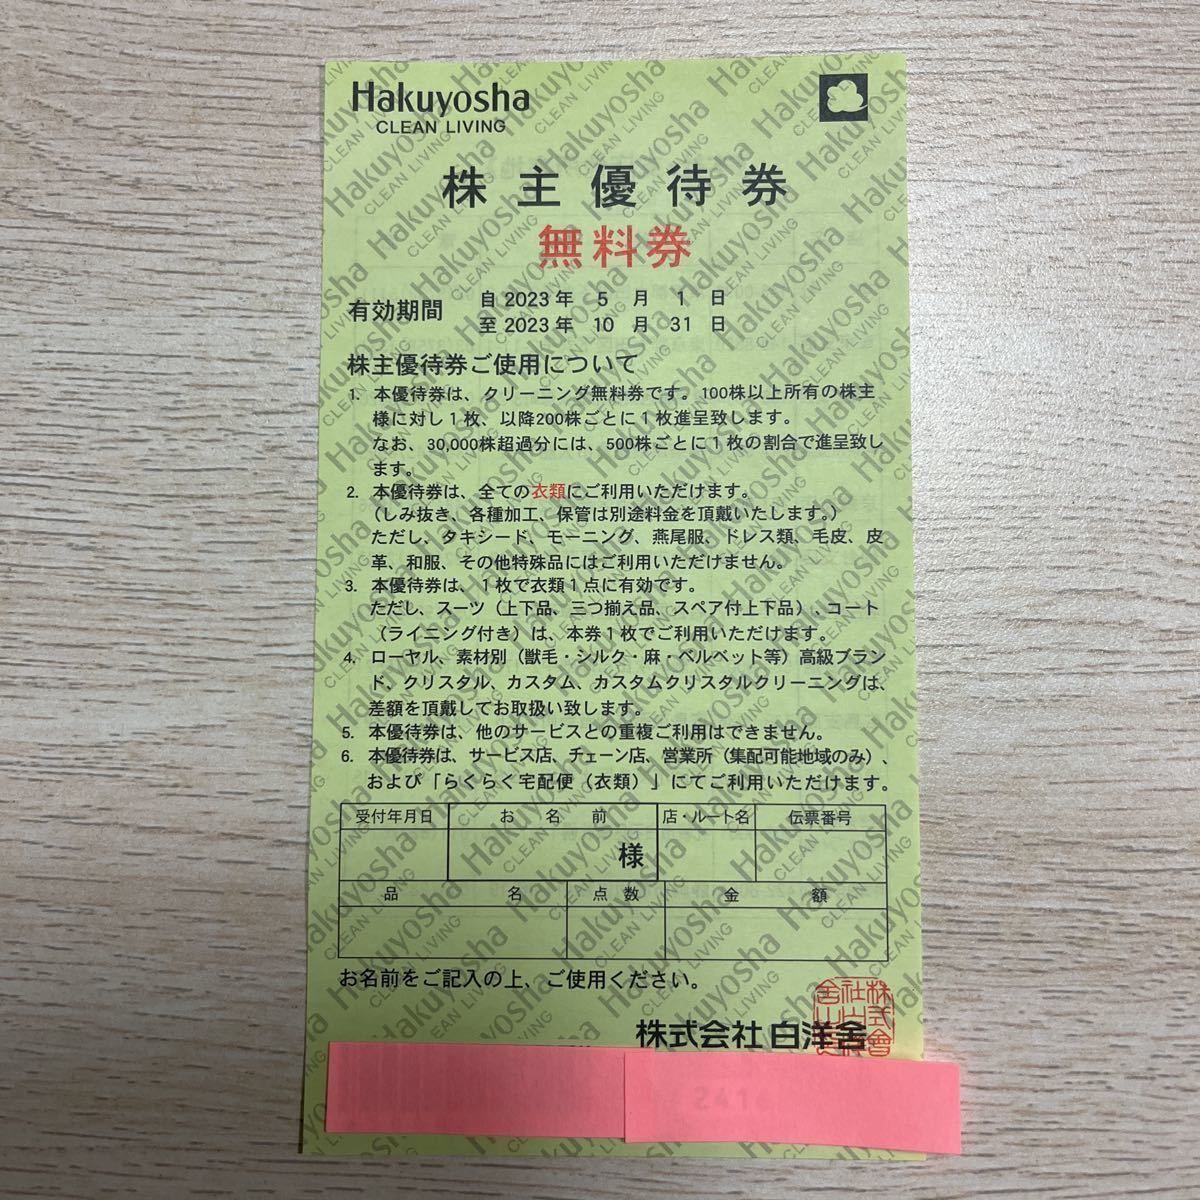 Hakuyosha
CLEAN LIVING
株主優待券
無料券
有効期間
自 2023 年 5 月 1 日
至 2023 年 10 月 31 日
株主優待券ご使用について
1. 本優待券は、クリーニング無料券です。100株以上所有の株主
様に対し1枚、以降200株ごとに1枚進呈致します。
なお、30,000株超過分には、500株ごとに1枚の割合で進呈致し
ます。
2. 本優待券は、全ての衣類にご利用いただけます。
(しみ抜き、各種加工、保管は別途料金を頂戴いたします。)
ただし、タキシード、モーニング、燕尾服、ドレス類、毛皮、皮
革、和服、その他特殊品にはご利用いただけません。
3. 本優待券は、1枚で衣類1点に有効です。
ただし、スーツ(上下品、三つ揃え品、スペア付上下品)、コート
(ライニング付き)は、本券1枚でご利用いただけます。
4. ローヤル、素材別(獣毛・シルク・麻・ベルベット等)高級ブラン
ド、クリスタル、カスタム、カスタムクリスタルクリーニングは、
差額を頂戴してお取扱い致します。
5. 本優待券は、他のサービスとの重複ご利用はできません。
6. 本優待券は、サービス店、チェーン店、営業所(集配可能地域のみ)、
および「らくらく宅配便(衣類)」にてご利用いただけます。
受付年月日 お名前 店・ルート名 伝票番号
様
品名 点数 金額
お名前をご記入の上、ご使用ください。
株式会社 白洋舍